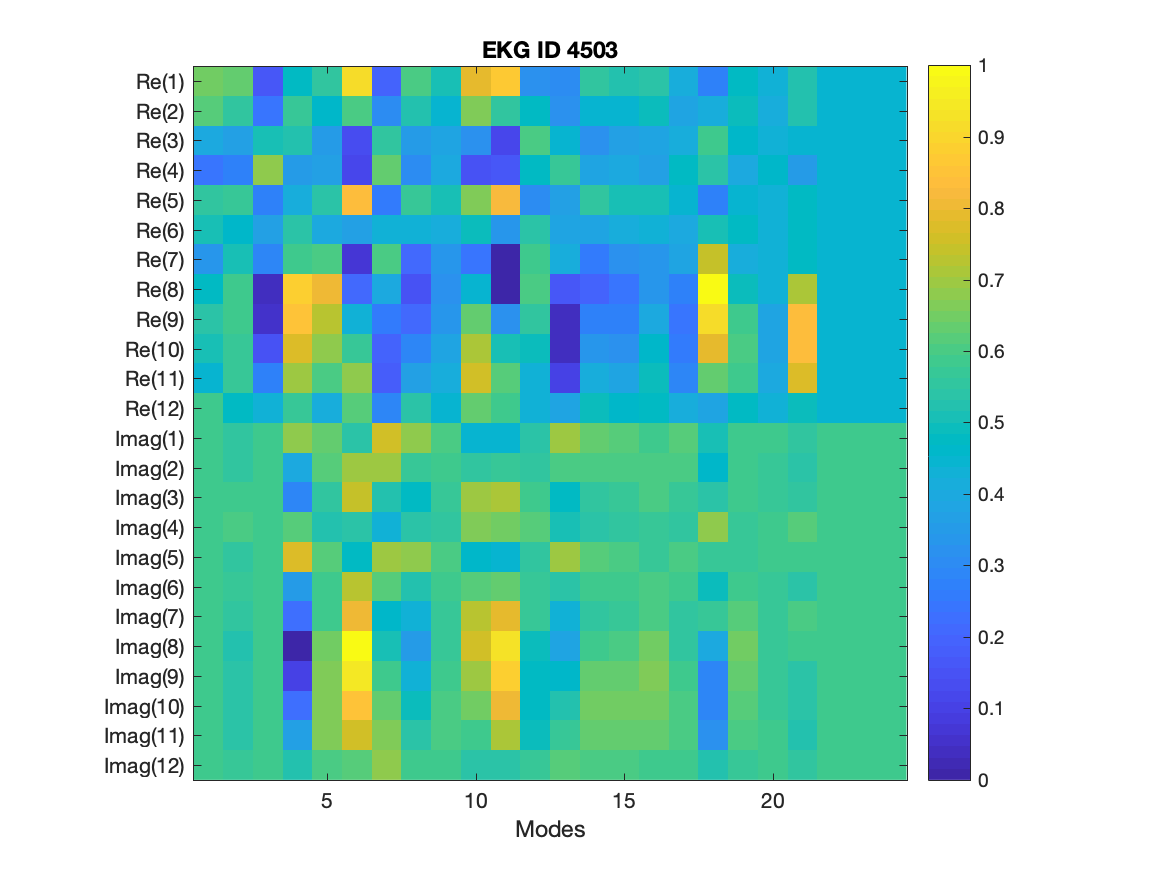 EKG ID 4503
Re(1)
Re(2)
Re(3)
Re(4)
Re(5)
Re(6)
Re(7)
Re(8)
Re(9)
Re(10)
Re(11)
Re(12)
Imag(1)
Imag(2)
Imag(3)
Imag(4)
Imag(5)
Imag(6)
Imag(7)
Imag(8)
Imag(9)
Imag(10)
Imag(11)
Imag(12)
5 10 15 20
Modes
1
0.9
0.8
0.7
0.6
0.5
0.4
0.3
0.2
0.1
0